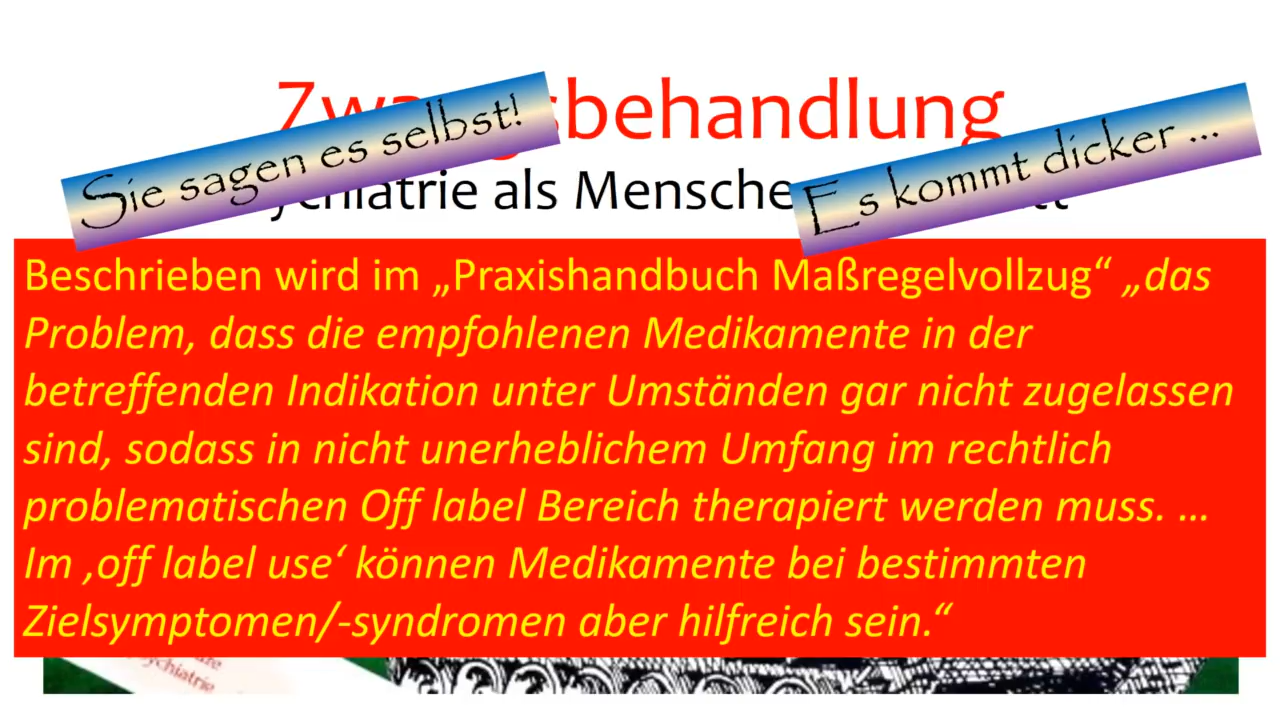 Zwa sbehandlung
Sie sagen es selbst!
Es kommt dicker ...
ychiatrie als Mensche tt
Beschrieben wird im „Praxishandbuch Maßregelvollzug“ „das
Problem, dass die empfohlenen Medikamente in der
betreffenden Indikation unter Umständen gar nicht zugelassen
sind, sodass in nicht unerheblichem Umfang im rechtlich
problematischen Off label Bereich therapiert werden muss. ...
Im ‚off label use‘ können Medikamente bei bestimmten
Zielsymptomen/-syndromen aber hilfreich sein.“